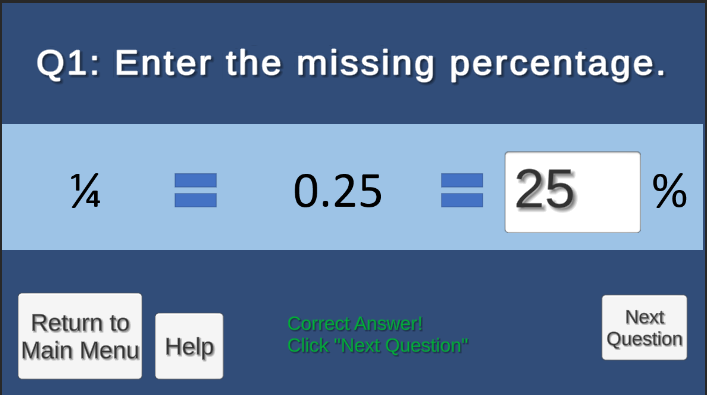 Q1: Enter the missing percentage.
¼ = 0.25 = 25 %
Return to
Main Menu
Help
Correct Answer!
Click "Next Question"
Next
Question